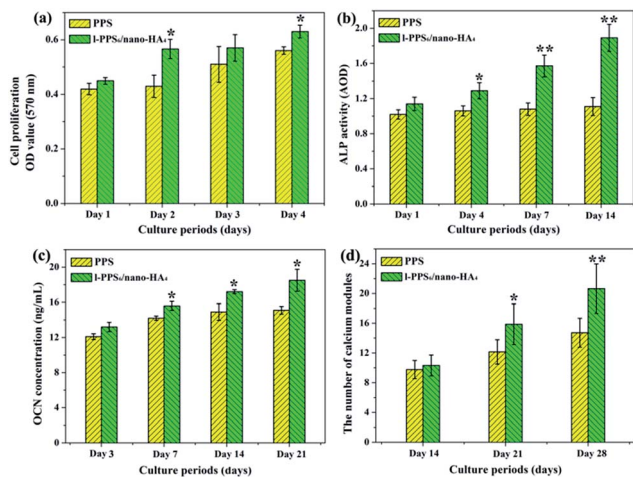 (a)
PPS
l-PPS₆/nano-HA₄
Cell proliferation
OD value (570 nm)
0.6
0.4
0.2
0.0
*
*
Day 1
Day 2
Day 3
Day 4
Culture periods (days)
(b)
PPS
l-PPS₆/nano-HA₄
ALP activity (AOD)
2.0
1.6
1.2
0.8
0.4
0.0
*
**
**
Day 1
Day 4
Day 7
Day 14
Culture periods (days)
(c)
PPS
l-PPS₆/nano-HA₄
OCN concentration (ng/mL)
20
16
12
8
4
0
*
*
*
Day 3
Day 7
Day 14
Day 21
Culture periods (days)
(d)
PPS
l-PPS₆/nano-HA₄
The number of calcium modules
24
20
16
12
8
4
0
*
**
Day 14
Day 21
Day 28
Culture periods (days)